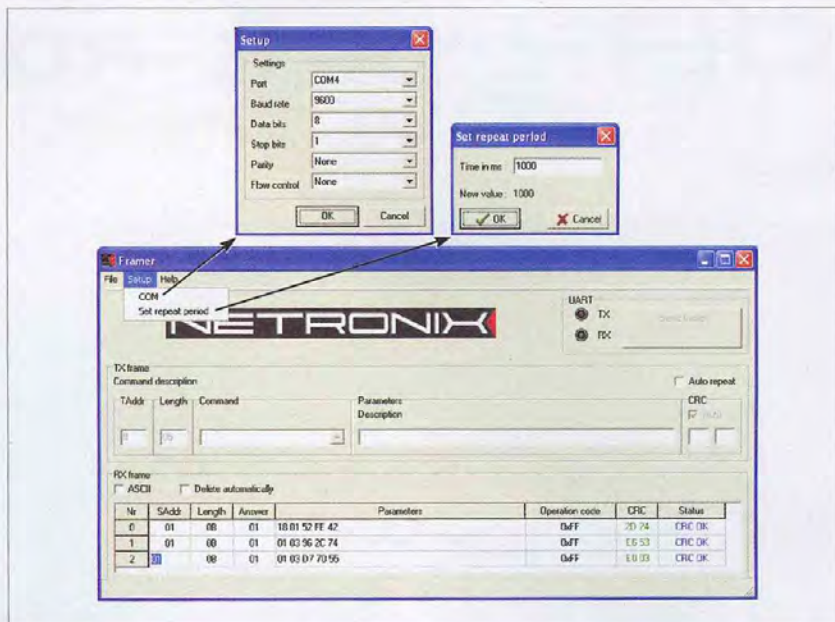 Setup
Settings
Port COM4
Baud rate 9600
Data bits 8
Stop bits 1
Parity None
Flow control None
OK Cancel
Set repeat period
Time in ms : 1000
New value : 1000
OK Cancel
Framer
File Setup Help
COM
Set repeat period
NETRONIX
UART
TX
RX
TX frame
Command description
Auto repeat
TAddr Length Command Parameters CRC
Description
RX frame
ASCII Delete automatically
Nr SAddr Length Answer Parameters Operation code CRC Status
0 01 08 01 18 01 52 FE 42 0xFF 2D 24 CRC OK
1 01 08 01 01 03 96 2C 74 0xFF E6 53 CRC OK
2 01 08 01 01 03 D7 70 55 0xFF CRC OK